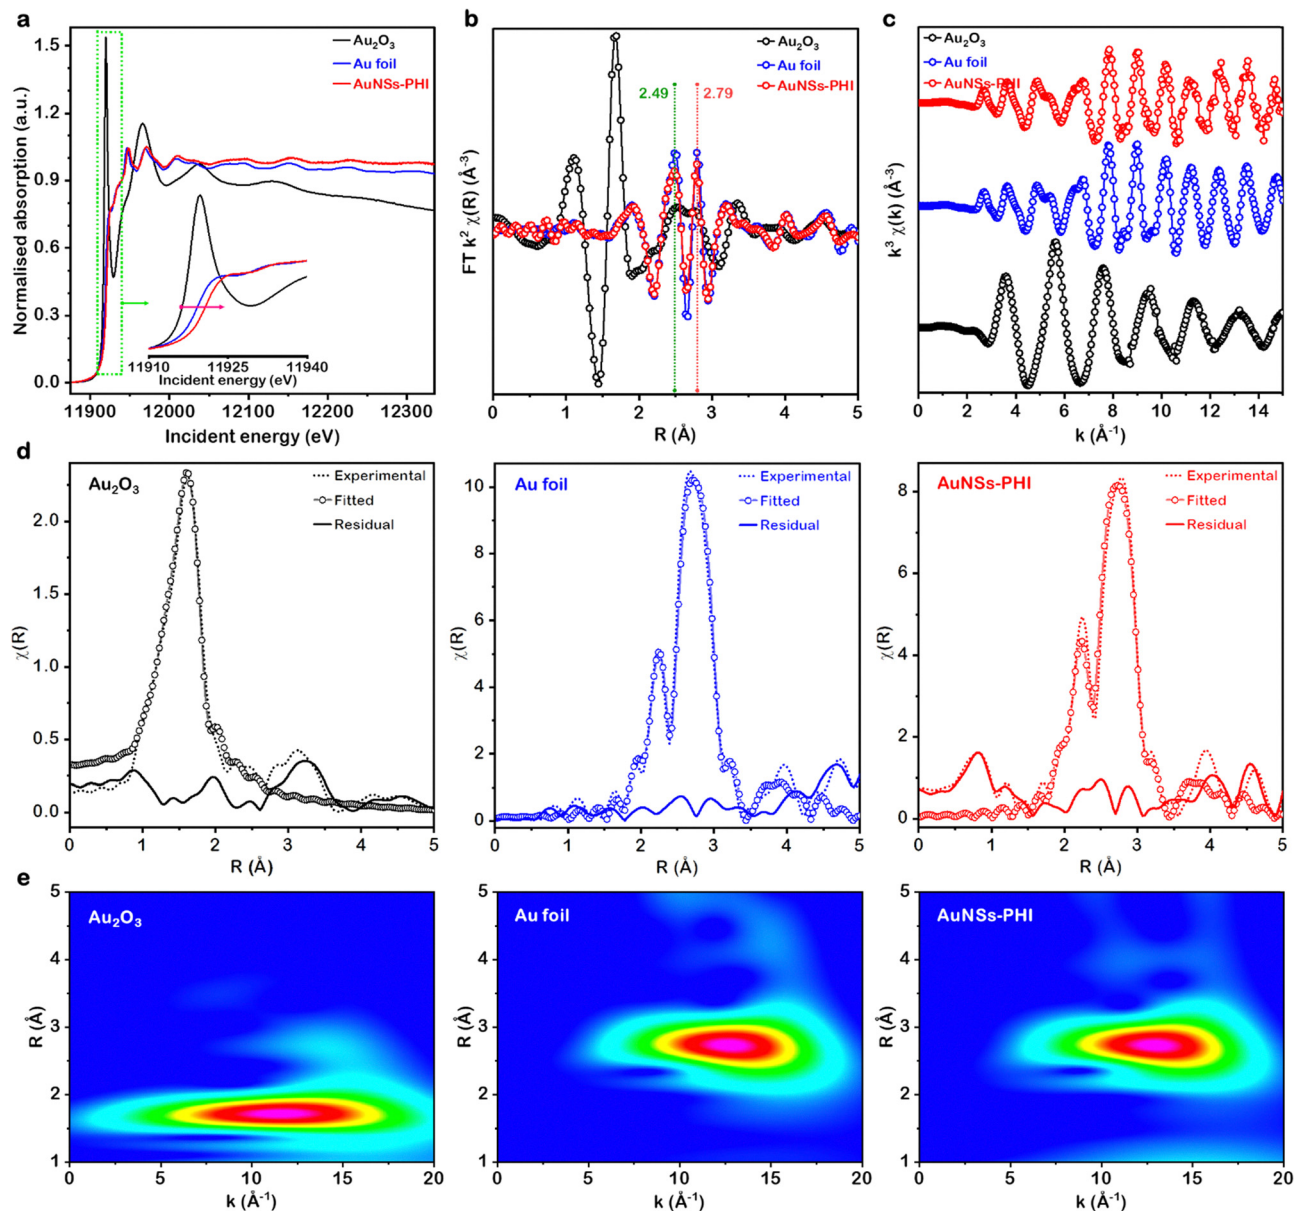 a
Normalised absorption (a.u.)
1.5
1.2
0.9
0.6
0.3
0.0
Au₂O₃
Au foil
AuNSs-PHI
11910 11925 11940
Incident energy (eV)
11900 12000 12100 12200 12300
Incident energy (eV)
b
FT k² χ(R) (Å⁻³)
Au₂O₃
Au foil
AuNSs-PHI
2.49 2.79
0 1 2 3 4 5
R (Å)
c
k³ χ(k) (Å⁻³)
Au₂O₃
Au foil
AuNSs-PHI
0 2 4 6 8 10 12 14
k (Å⁻¹)
d
χ(R)
2.0
1.5
1.0
0.5
0.0
Au₂O₃
Experimental
Fitted
Residual
0 1 2 3 4 5
R (Å)
χ(R)
10
8
6
4
2
0
Au foil
Experimental
Fitted
Residual
0 1 2 3 4 5
R (Å)
χ(R)
8
6
4
2
0
AuNSs-PHI
Experimental
Fitted
Residual
0 1 2 3 4 5
R (Å)
e
R (Å)
5
4
3
2
1
Au₂O₃
0 5 10 15 20
k (Å⁻¹)
R (Å)
5
4
3
2
1
Au foil
0 5 10 15 20
k (Å⁻¹)
R (Å)
5
4
3
2
1
AuNSs-PHI
0 5 10 15 20
k (Å⁻¹)